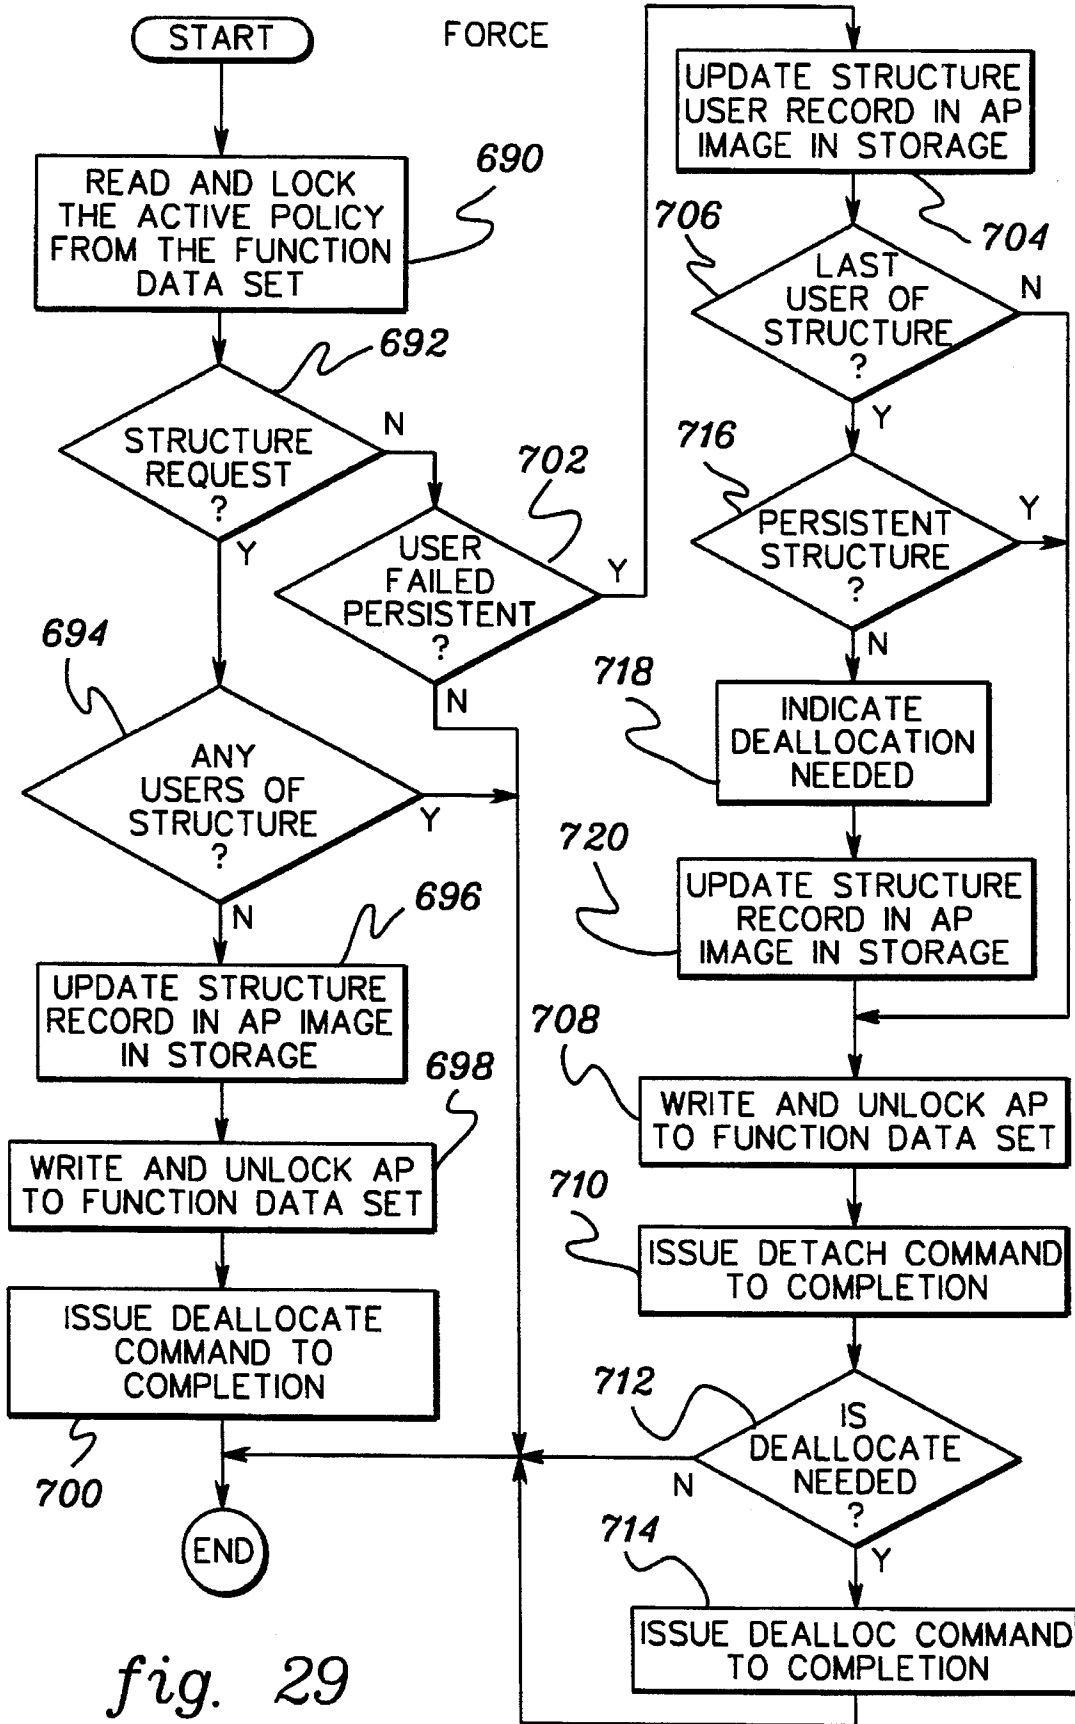 START
FORCE
READ AND LOCK
THE ACTIVE POLICY
FROM THE FUNCTION
DATA SET
690
692
STRUCTURE
REQUEST
?
N
Y
702
USER
FAILED
PERSISTENT
?
Y
N
694
ANY
USERS OF
STRUCTURE
?
Y
N
696
UPDATE STRUCTURE
RECORD IN AP IMAGE
IN STORAGE
698
WRITE AND UNLOCK AP
TO FUNCTION DATA SET
ISSUE DEALLOCATE
COMMAND TO
COMPLETION
700
END
UPDATE STRUCTURE
USER RECORD IN AP
IMAGE IN STORAGE
704
706
LAST
USER OF
STRUCTURE
?
N
Y
716
PERSISTENT
STRUCTURE
?
Y
N
718
INDICATE
DEALLOCATION
NEEDED
720
UPDATE STRUCTURE
RECORD IN AP
IMAGE IN STORAGE
708
WRITE AND UNLOCK AP
TO FUNCTION DATA SET
710
ISSUE DETACH COMMAND
TO COMPLETION
712
IS
DEALLOCATE
NEEDED
?
N
Y
714
ISSUE DEALLOC COMMAND
TO COMPLETION
fig. 29